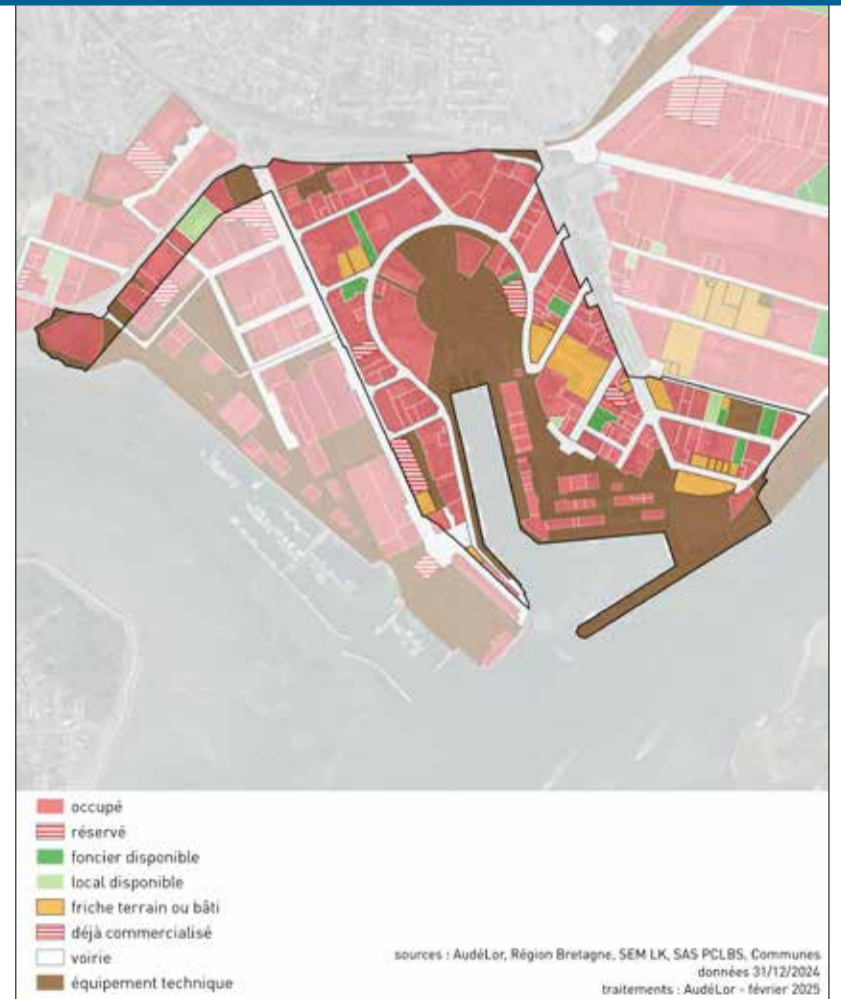 occupé
réservé
foncier disponible
local disponible
friche terrain ou bâti
déjà commercialisé
voirie
équipement technique
sources : AudéLor, Région Bretagne, SEM LK, SAS PCLBS, Communes
données 31/12/2024
traitements : AudéLor - février 2025